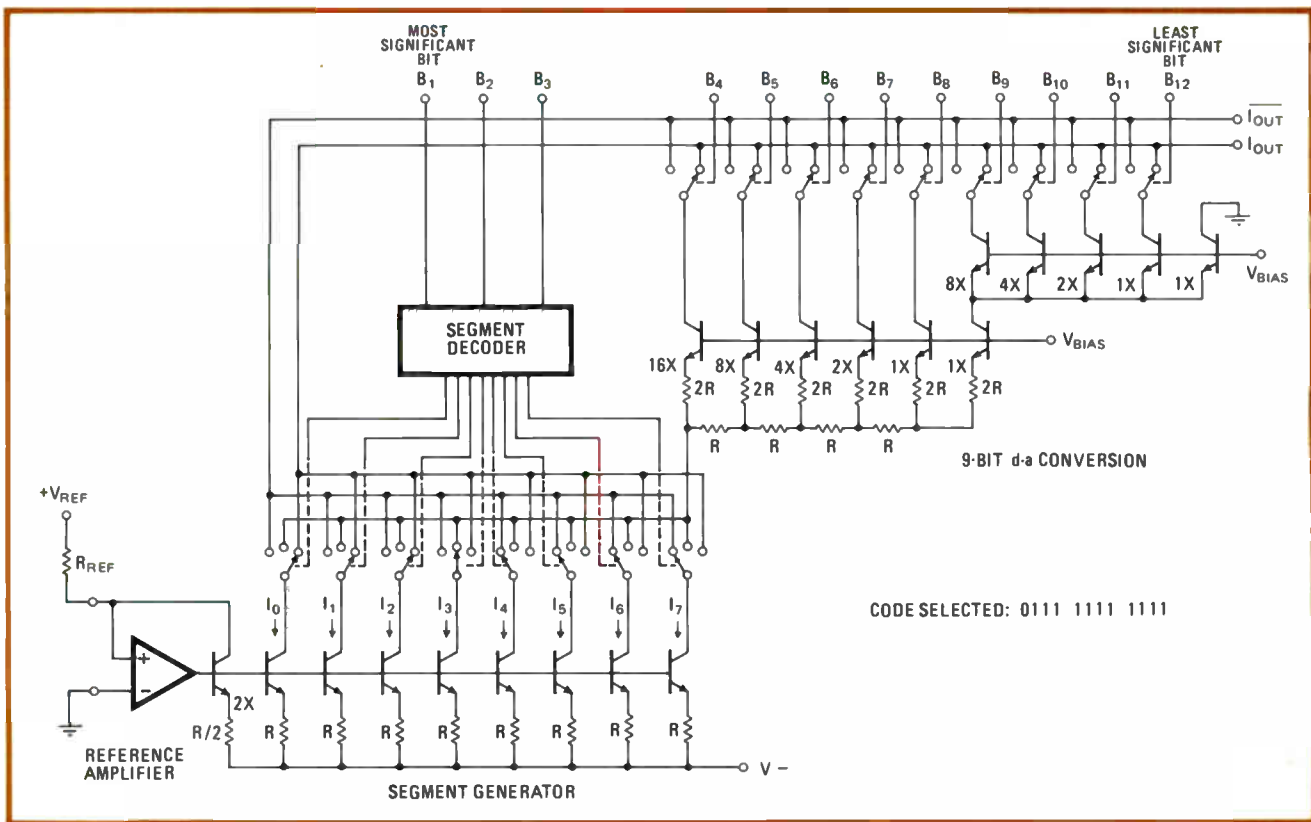 MOST
SIGNIFICANT
BIT
LEAST
SIGNIFICANT
BIT
B1 B2 B3 B4 B5 B6 B7 B8 B9 B10 B11 B12
IOUT
IOUT
8X 4X 2X 1X 1X
VBIAS
SEGMENT
DECODER
VBIAS
16X 8X 4X 2X 1X 1X
2R 2R 2R 2R 2R 2R
R R R R
9-BIT d-a CONVERSION
+VREF
RREF
I0 I1 I2 I3 I4 I5 I6 I7
CODE SELECTED: 0111 1111 1111
+
−
2X
R/2 R R R R R R R R
REFERENCE
AMPLIFIER
V −
SEGMENT GENERATOR